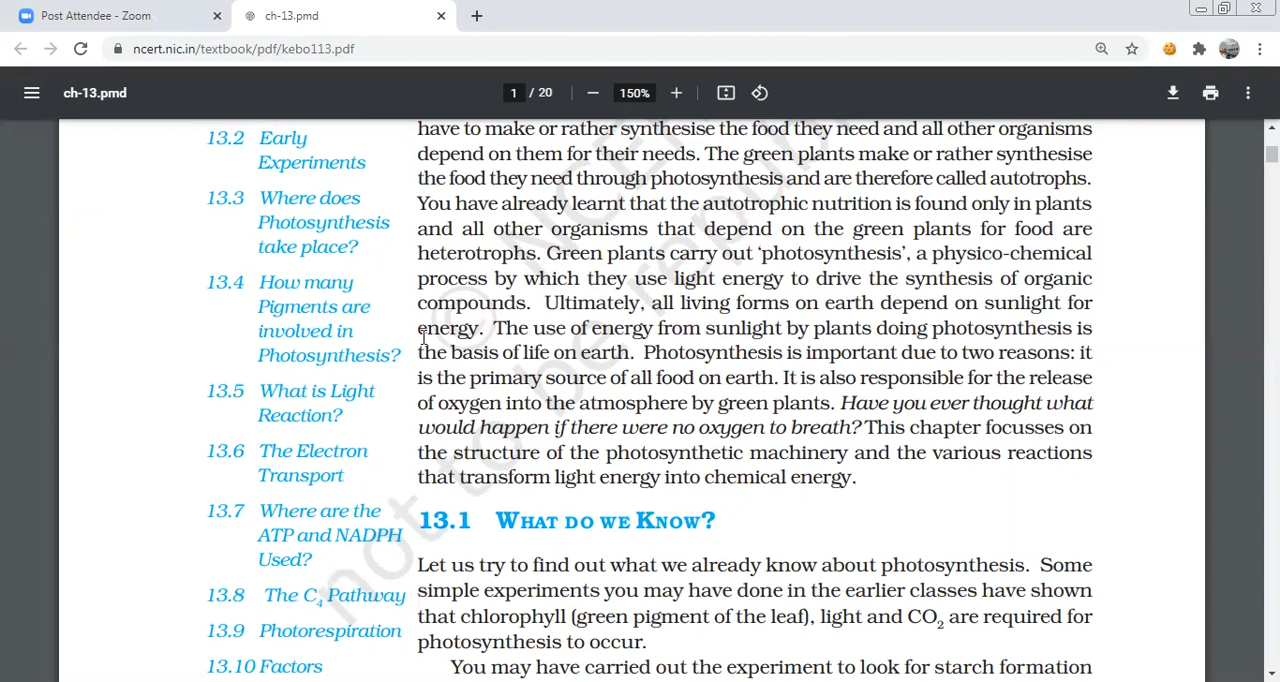 Post Attendee - Zoom
ch-13.pmd
ncert.nic.in/textbook/pdf/kebo113.pdf
ch-13.pmd
1 / 20
150%
13.2 Early
Experiments
13.3 Where does
Photosynthesis
take place?
13.4 How many
Pigments are
involved in
Photosynthesis?
13.5 What is Light
Reaction?
13.6 The Electron
Transport
13.7 Where are the
ATP and NADPH
Used?
13.8 The C4 Pathway
13.9 Photorespiration
13.10 Factors
have to make or rather synthesise the food they need and all other organisms
depend on them for their needs. The green plants make or rather synthesise
the food they need through photosynthesis and are therefore called autotrophs.
You have already learnt that the autotrophic nutrition is found only in plants
and all other organisms that depend on the green plants for food are
heterotrophs. Green plants carry out ‘photosynthesis’, a physico-chemical
process by which they use light energy to drive the synthesis of organic
compounds. Ultimately, all living forms on earth depend on sunlight for
energy. The use of energy from sunlight by plants doing photosynthesis is
the basis of life on earth. Photosynthesis is important due to two reasons: it
is the primary source of all food on earth. It is also responsible for the release
of oxygen into the atmosphere by green plants. Have you ever thought what
would happen if there were no oxygen to breath? This chapter focusses on
the structure of the photosynthetic machinery and the various reactions
that transform light energy into chemical energy.
13.1 WHAT DO WE KNOW?
Let us try to find out what we already know about photosynthesis. Some
simple experiments you may have done in the earlier classes have shown
that chlorophyll (green pigment of the leaf), light and CO2 are required for
photosynthesis to occur.
You may have carried out the experiment to look for starch formation
© NCE
not to be repu